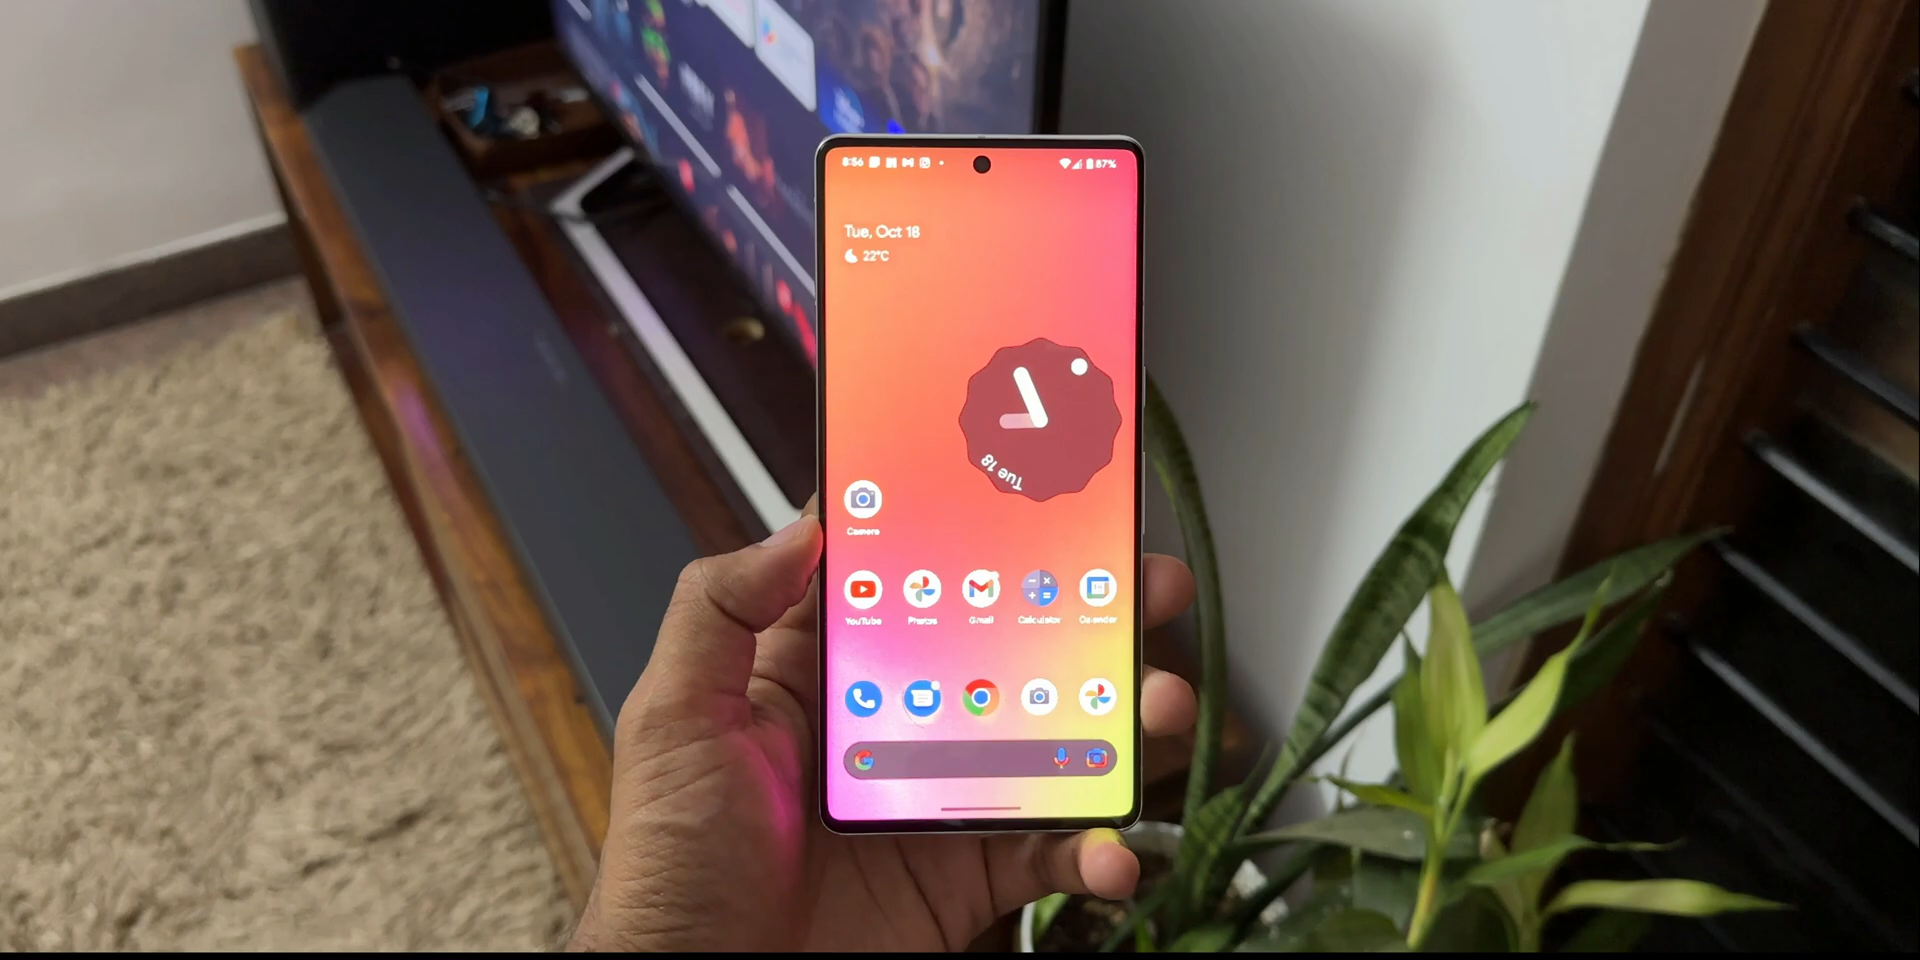 8:56
87%
Tue, Oct 18
22°C
Tue 18
Camera
YouTube Photos Gmail Calculator Calendar